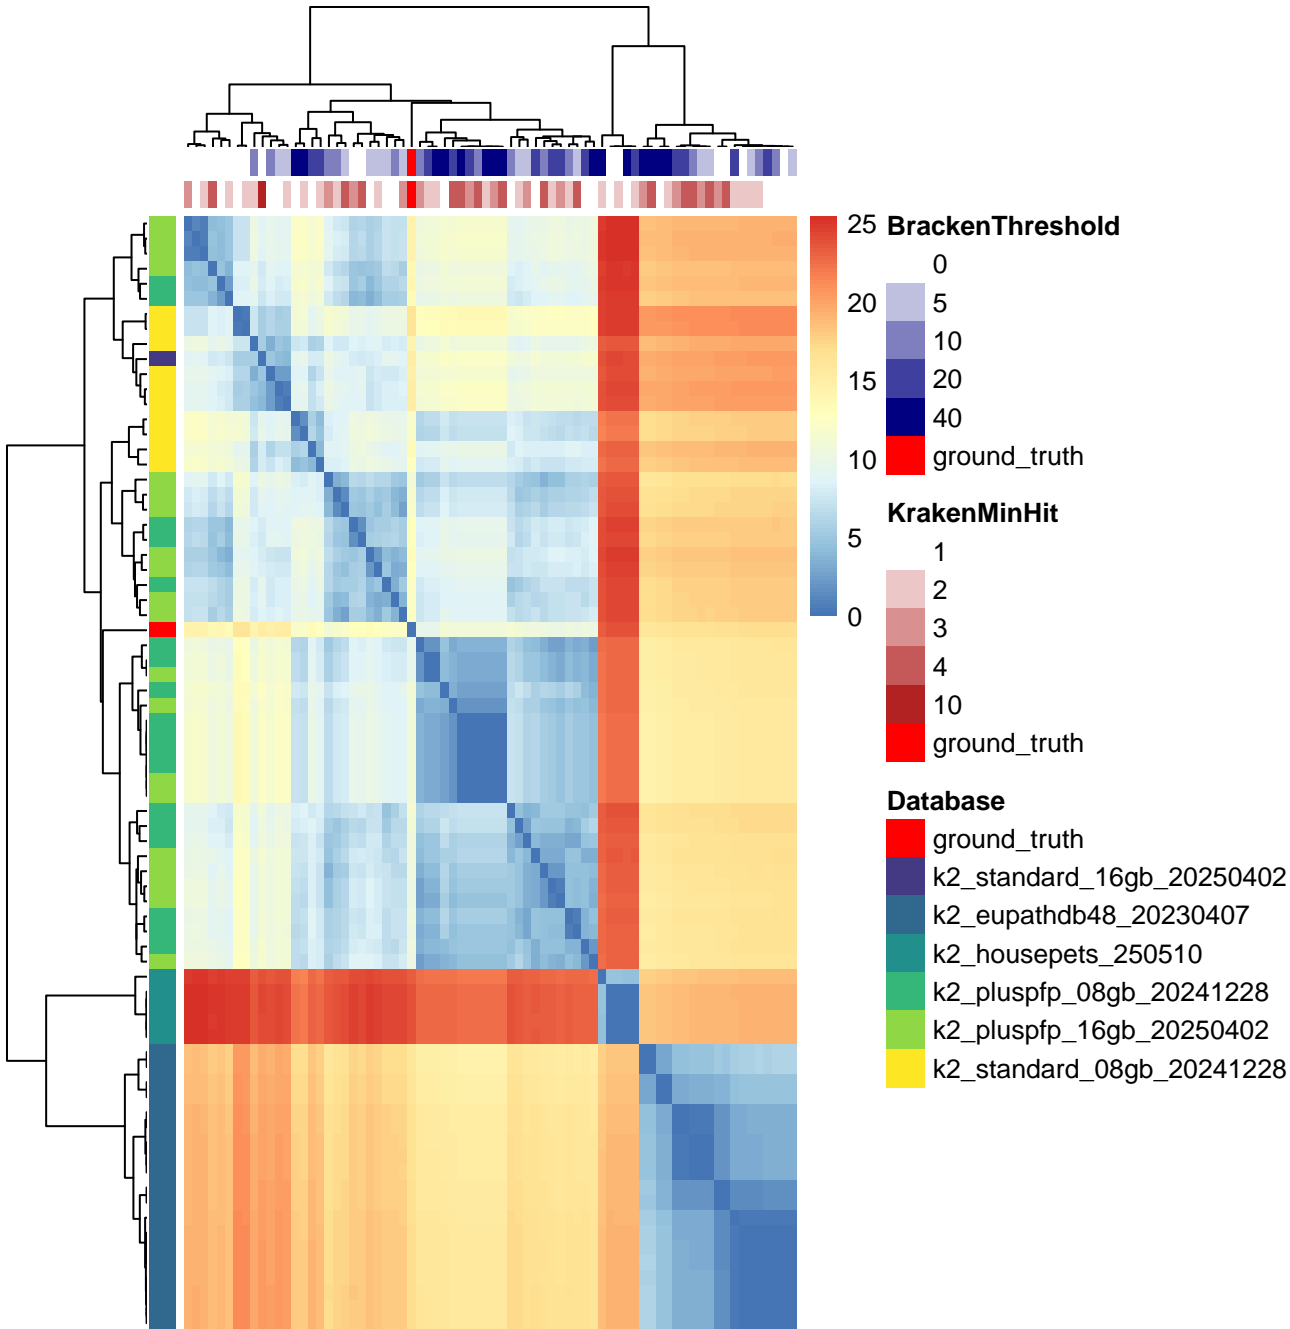 25
20
15
10
5
0
BrackenThreshold
0
5
10
20
40
ground_truth
KrakenMinHit
1
2
3
4
10
ground_truth
Database
ground_truth
k2_standard_16gb_20250402
k2_eupathdb48_20230407
k2_housepets_250510
k2_pluspfp_08gb_20241228
k2_pluspfp_16gb_20250402
k2_standard_08gb_20241228